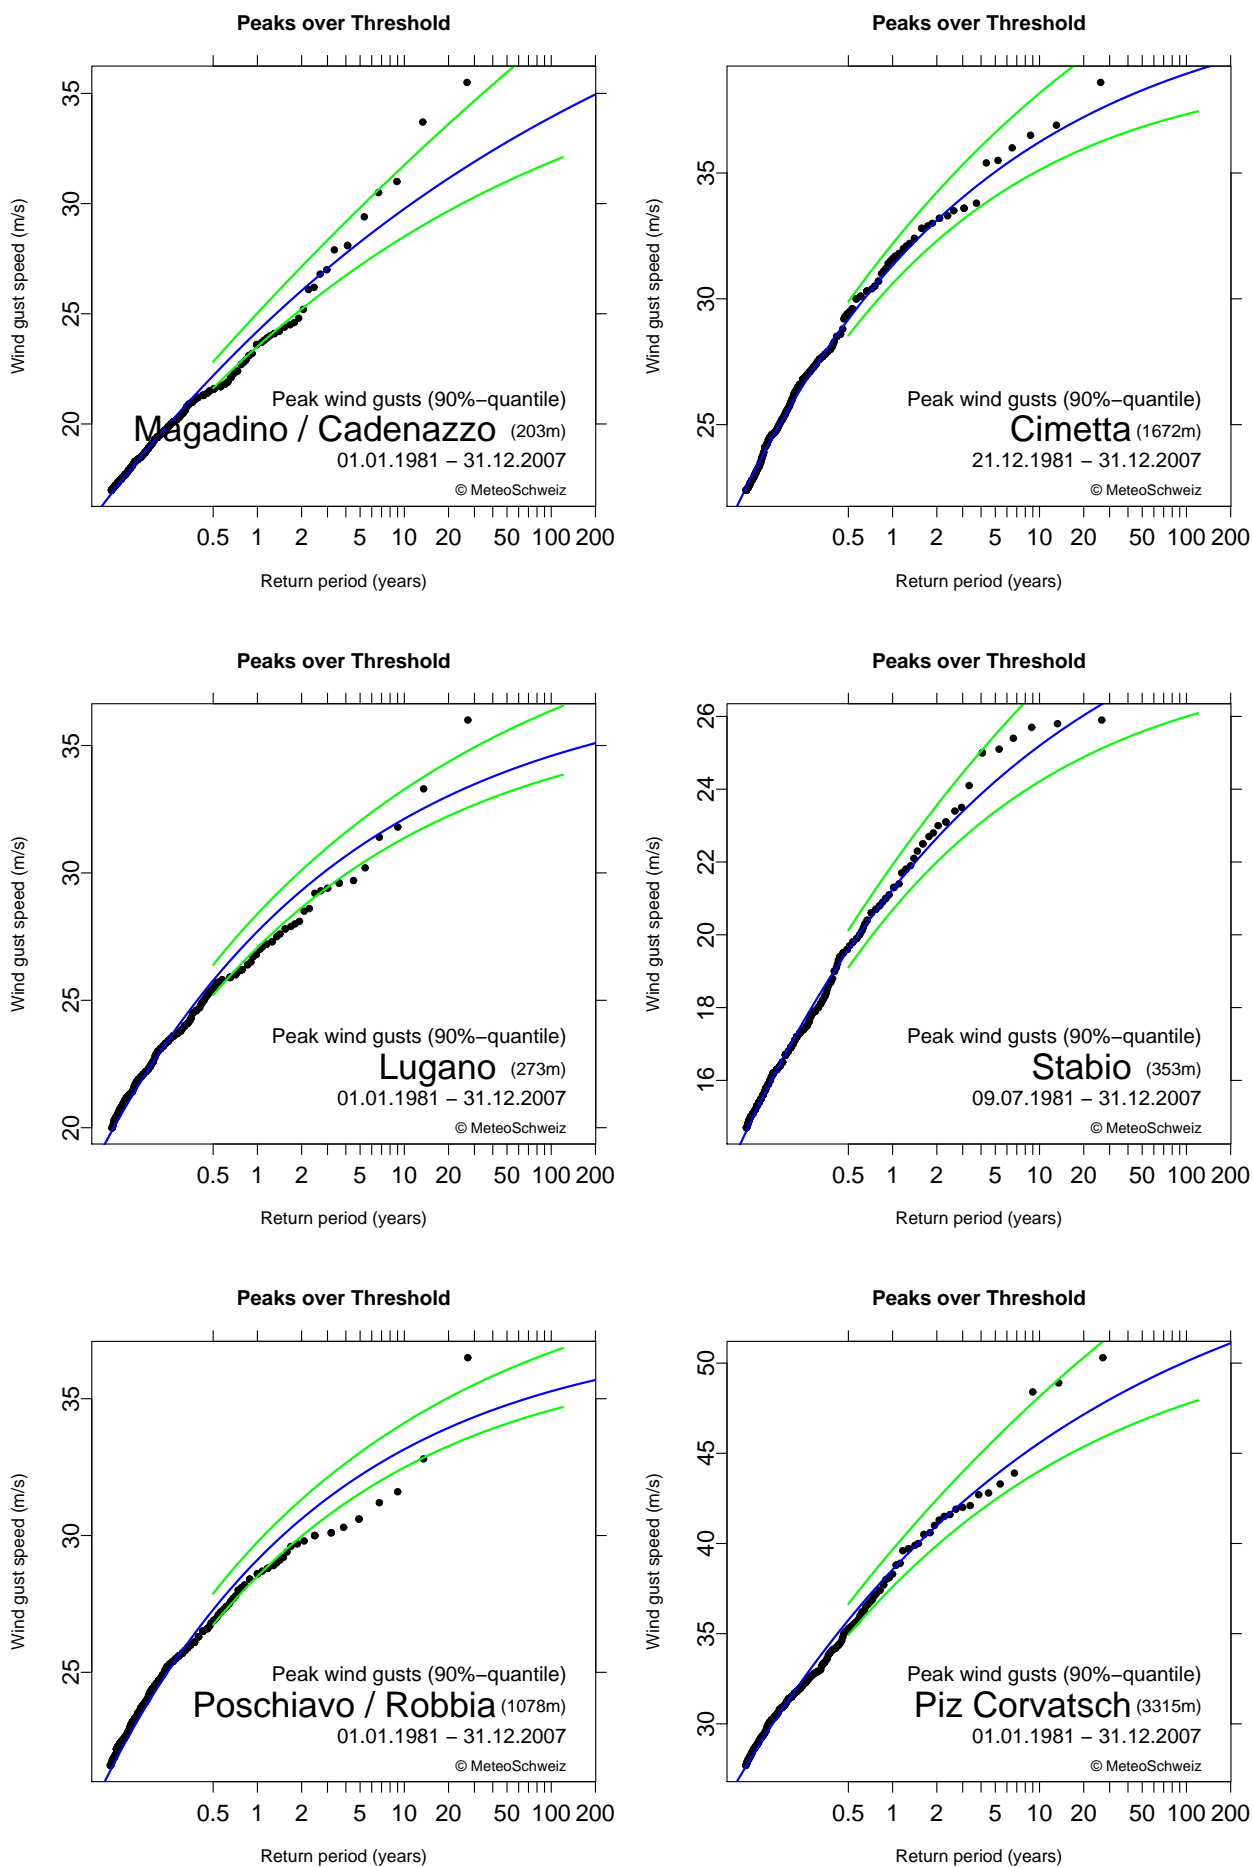 Peaks over Threshold
35
30
25
20
Wind gust speed (m/s)
Peak wind gusts (90%−quantile)
Magadino / Cadenazzo (203m)
01.01.1981 − 31.12.2007
© MeteoSchweiz
0.5 1 2 5 10 20 50 100 200
Return period (years)
Peaks over Threshold
35
30
25
Wind gust speed (m/s)
Peak wind gusts (90%−quantile)
Cimetta (1672m)
21.12.1981 − 31.12.2007
© MeteoSchweiz
0.5 1 2 5 10 20 50 100 200
Return period (years)
Peaks over Threshold
35
30
25
20
Wind gust speed (m/s)
Peak wind gusts (90%−quantile)
Lugano (273m)
01.01.1981 − 31.12.2007
© MeteoSchweiz
0.5 1 2 5 10 20 50 100 200
Return period (years)
Peaks over Threshold
26
24
22
20
18
16
Wind gust speed (m/s)
Peak wind gusts (90%−quantile)
Stabio (353m)
09.07.1981 − 31.12.2007
© MeteoSchweiz
0.5 1 2 5 10 20 50 100 200
Return period (years)
Peaks over Threshold
35
30
25
Wind gust speed (m/s)
Peak wind gusts (90%−quantile)
Poschiavo / Robbia (1078m)
01.01.1981 − 31.12.2007
© MeteoSchweiz
0.5 1 2 5 10 20 50 100 200
Return period (years)
Peaks over Threshold
50
45
40
35
30
Wind gust speed (m/s)
Peak wind gusts (90%−quantile)
Piz Corvatsch (3315m)
01.01.1981 − 31.12.2007
© MeteoSchweiz
0.5 1 2 5 10 20 50 100 200
Return period (years)